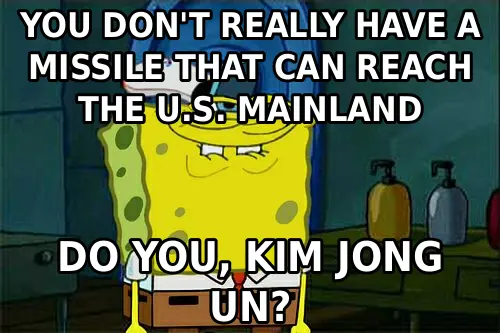 YOU DON'T REALLY HAVE A
MISSILE THAT CAN REACH
THE U.S. MAINLAND
DO YOU, KIM JONG
UN?